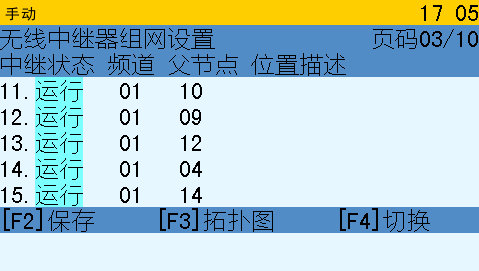 手动 17 05
无线中继器组网设置 页码03/10
中继状态 频道 父节点 位置描述
11.运行 01 10
12.运行 01 09
13.运行 01 12
14.运行 01 04
15.运行 01 14
[F2]保存 [F3]拓扑图 [F4]切换